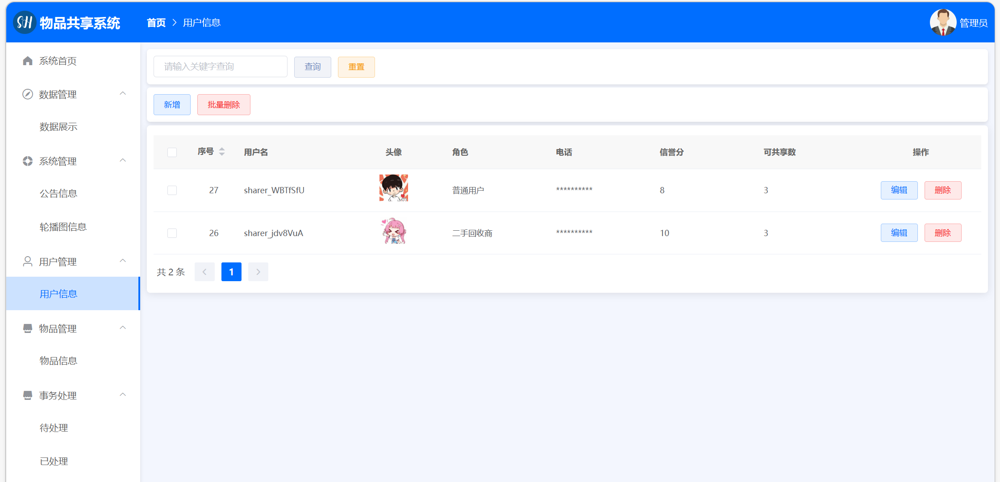 SH 物品共享系统 首页 > 用户信息 管理员
系统首页
数据管理
数据展示
系统管理
公告信息
轮播图信息
用户管理
用户信息
物品管理
物品信息
事务处理
待处理
已处理
请输入关键字查询 查询 重置
新增 批量删除
序号 用户名 头像 角色 电话 信誉分 可共享数 操作
27 sharer_WBTfSfU 普通用户 ********** 8 3 编辑 删除
26 sharer_jdv8VuA 二手回收商 ********** 10 3 编辑 删除
共 2 条 < 1 >